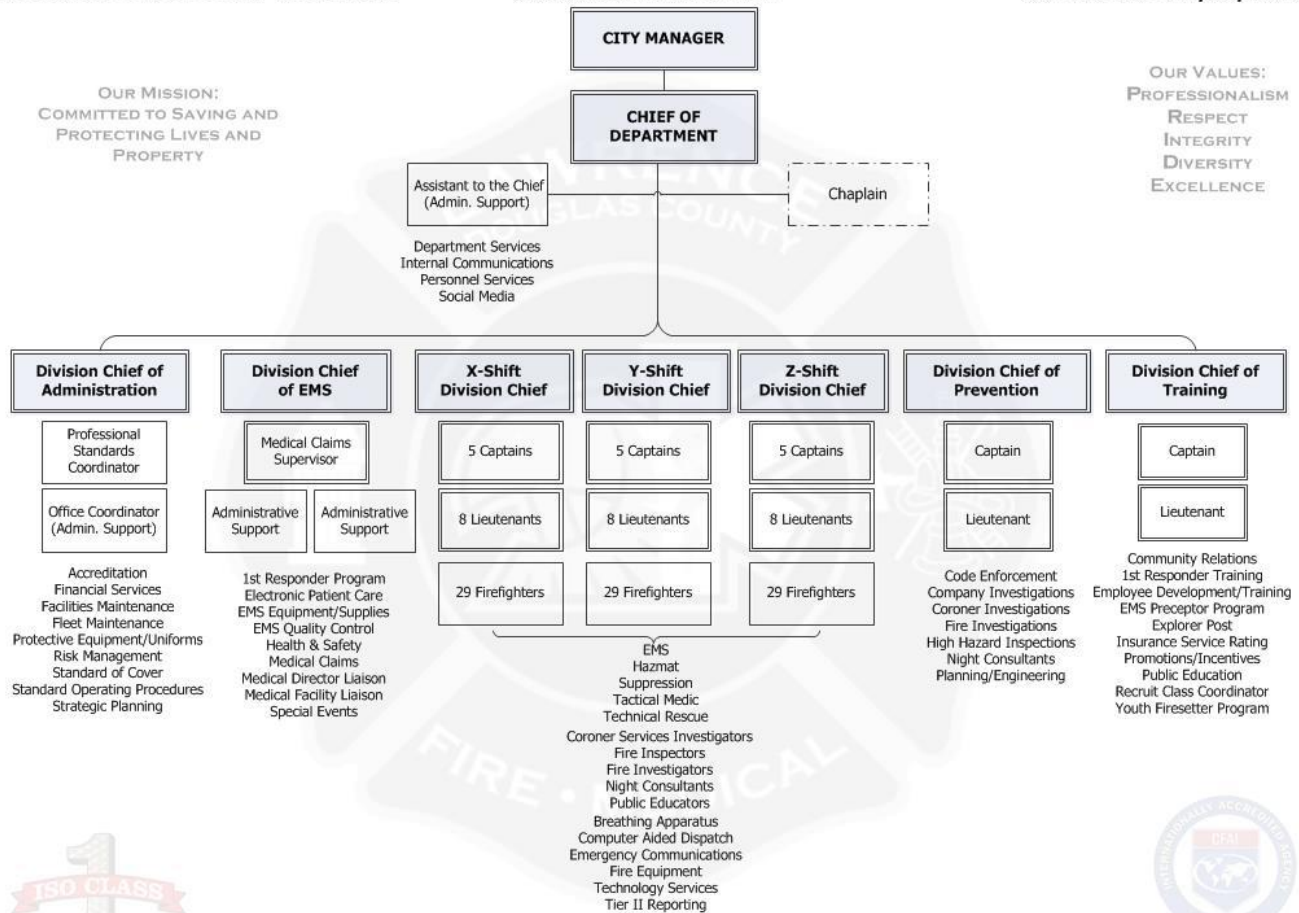 CITY MANAGER
OUR MISSION:
COMMITTED TO SAVING AND
PROTECTING LIVES AND
PROPERTY
OUR VALUES:
PROFESSIONALISM
RESPECT
INTEGRITY
DIVERSITY
EXCELLENCE
CHIEF OF
DEPARTMENT
Assistant to the Chief
(Admin. Support)
Chaplain
Department Services
Internal Communications
Personnel Services
Social Media
LAWRENCE
DOUGLAS COUNTY
Division Chief of
Administration
Professional
Standards
Coordinator
Office Coordinator
(Admin. Support)
Accreditation
Financial Services
Facilities Maintenance
Fleet Maintenance
Protective Equipment/Uniforms
Risk Management
Standard of Cover
Standard Operating Procedures
Strategic Planning
Division Chief
of EMS
Medical Claims
Supervisor
Administrative
Support
Administrative
Support
1st Responder Program
Electronic Patient Care
EMS Equipment/Supplies
EMS Quality Control
Health & Safety
Medical Claims
Medical Director Liaison
Medical Facility Liaison
Special Events
X-Shift
Division Chief
5 Captains
8 Lieutenants
29 Firefighters
Y-Shift
Division Chief
5 Captains
8 Lieutenants
29 Firefighters
Z-Shift
Division Chief
5 Captains
8 Lieutenants
29 Firefighters
EMS
Hazmat
Suppression
Tactical Medic
Technical Rescue
Coroner Services Investigators
Fire Inspectors
Fire Investigators
Night Consultants
Public Educators
Breathing Apparatus
Computer Aided Dispatch
Emergency Communications
Fire Equipment
Technology Services
Tier II Reporting
Division Chief of
Prevention
Captain
Lieutenant
Code Enforcement
Company Investigations
Coroner Investigations
Fire Investigations
High Hazard Inspections
Night Consultants
Planning/Engineering
Division Chief of
Training
Captain
Lieutenant
Community Relations
1st Responder Training
Employee Development/Training
EMS Preceptor Program
Explorer Post
Insurance Service Rating
Promotions/Incentives
Public Education
Recruit Class Coordinator
Youth Firesetter Program
FIRE • MEDICAL
1
ISO CLASS
INTERNATIONALLY ACCREDITED AGENCY
CFAI